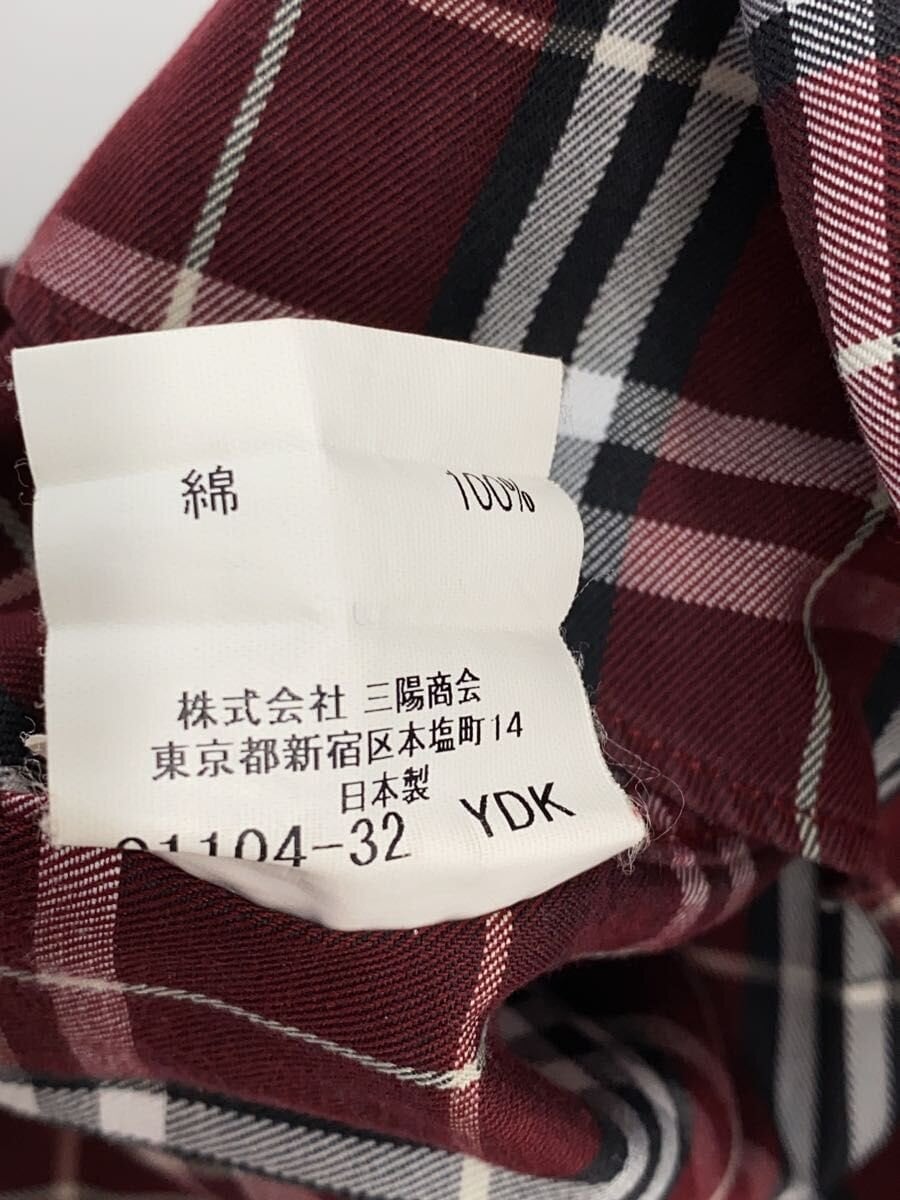 綿 100%
株式会社 三陽商会
東京都新宿区本塩町14
日本製
01104-32 YDK